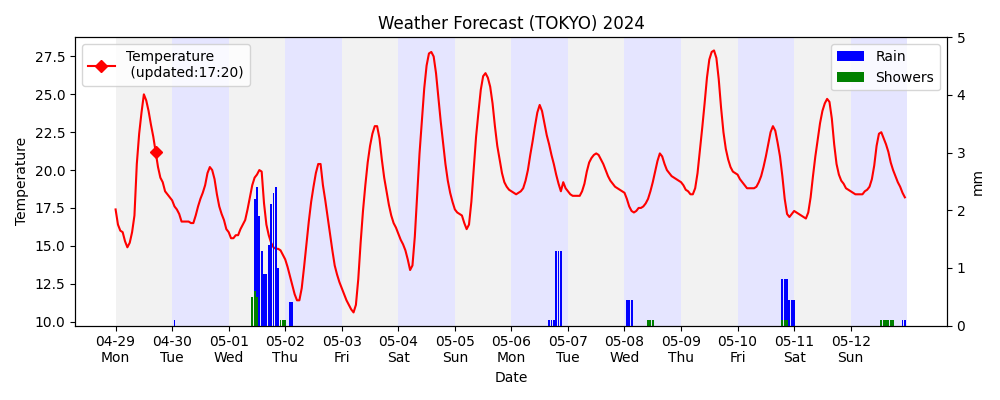 Weather Forecast (TOKYO) 2024
Temperature
(updated:17:20)
Rain
Showers
Temperature
27.5
25.0
22.5
20.0
17.5
15.0
12.5
10.0
5
4
3
2
1
0
mm
04-29 04-30 05-01 05-02 05-03 05-04 05-05 05-06 05-07 05-08 05-09 05-10 05-11 05-12
Mon Tue Wed Thu Fri Sat Sun Mon Tue Wed Thu Fri Sat Sun
Date